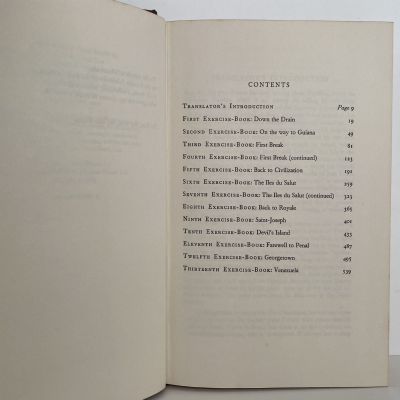 CONTENTS
Translator's Introduction Page 9
First Exercise-Book: Down the Drain 19
Second Exercise-Book: On the way to Guiana 49
Third Exercise-Book: First Break 81
Fourth Exercise-Book: First Break (continued) 123
Fifth Exercise-Book: Back to Civilization 192
Sixth Exercise-Book: The Iles du Salut 259
Seventh Exercise-Book: The Iles du Salut (continued) 323
Eighth Exercise-Book: Back to Royale 365
Ninth Exercise-Book: Saint-Joseph 401
Tenth Exercise-Book: Devil's Island 455
Eleventh Exercise-Book: Farewell to Penal 487
Twelfth Exercise-Book: Georgetown 495
Thirteenth Exercise-Book: Venezuela 539